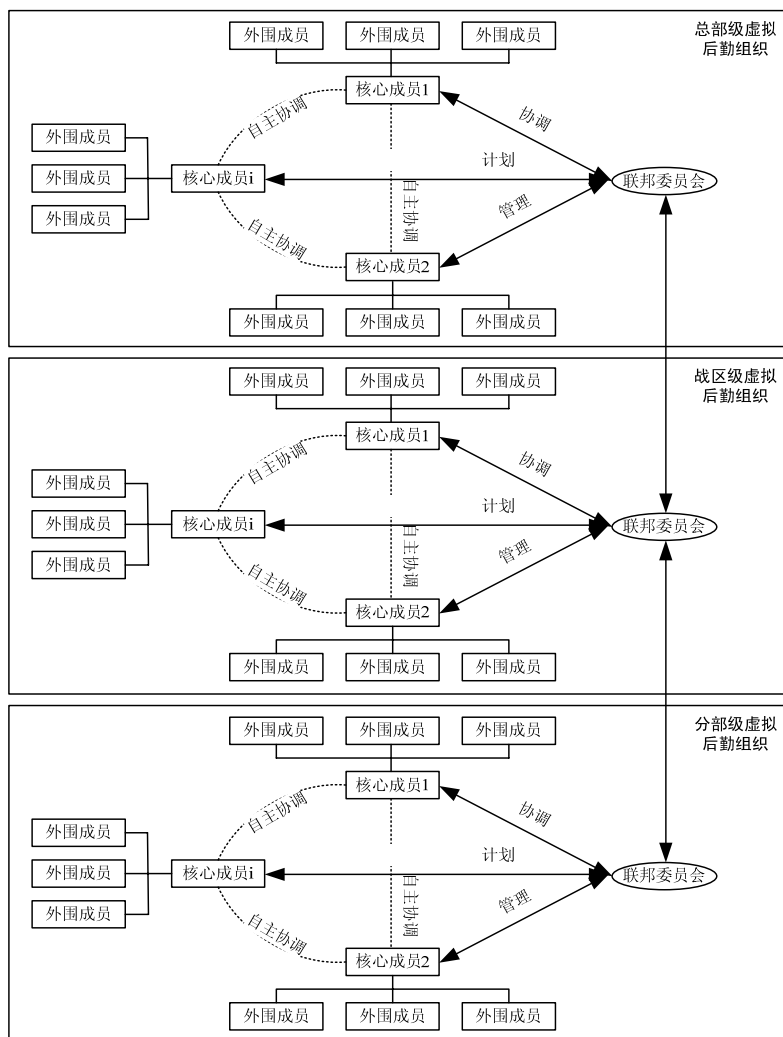 外围成员
外围成员
外围成员
总部级虚拟
后勤组织
核心成员1
自主协调
协调
外围成员
外围成员
外围成员
核心成员i
计划
联邦委员会
自主协调
管理
自主协调
核心成员2
外围成员
外围成员
外围成员
外围成员
外围成员
外围成员
战区级虚拟
后勤组织
核心成员1
自主协调
协调
外围成员
外围成员
外围成员
核心成员i
计划
联邦委员会
自主协调
管理
自主协调
核心成员2
外围成员
外围成员
外围成员
外围成员
外围成员
外围成员
分部级虚拟
后勤组织
核心成员1
自主协调
协调
外围成员
外围成员
外围成员
核心成员i
计划
联邦委员会
自主协调
管理
自主协调
核心成员2
外围成员
外围成员
外围成员